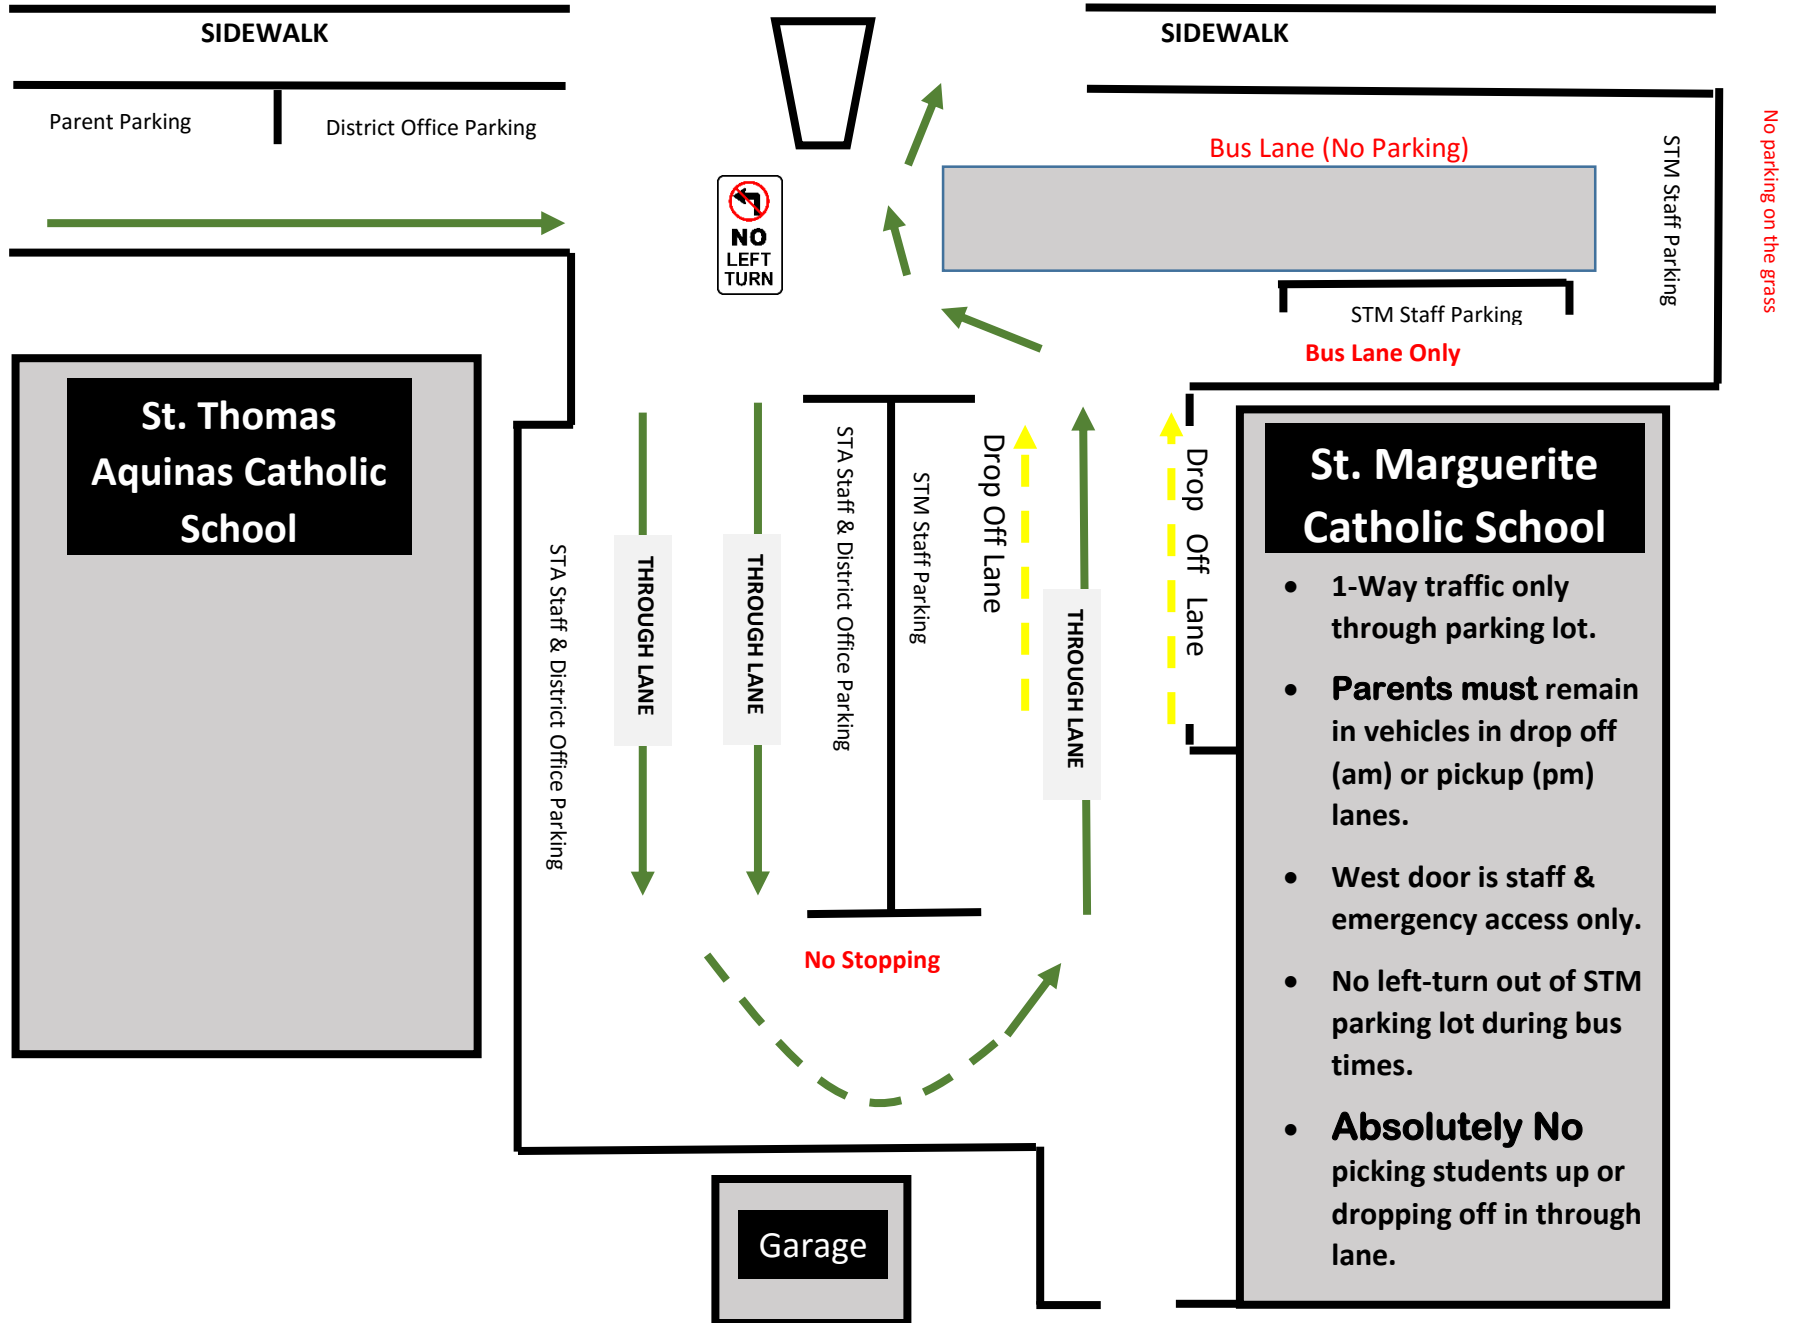 SIDEWALK
SIDEWALK
Parent Parking
District Office Parking
Bus Lane (No Parking)
STM Staff Parking
No parking on the grass
NO
LEFT
TURN
STM Staff Parking
Bus Lane Only
St. Thomas
Aquinas Catholic
School
STA Staff & District Office Parking
THROUGH LANE
THROUGH LANE
STA Staff & District Office Parking
STM Staff Parking
Drop Off Lane
THROUGH LANE
Drop Off Lane
St. Marguerite
Catholic School
• 1-Way traffic only
through parking lot.
• Parents must remain
in vehicles in drop off
(am) or pickup (pm)
lanes.
• West door is staff &
emergency access only.
• No left-turn out of STM
parking lot during bus
times.
• Absolutely No
picking students up or
dropping off in through
lane.
No Stopping
Garage